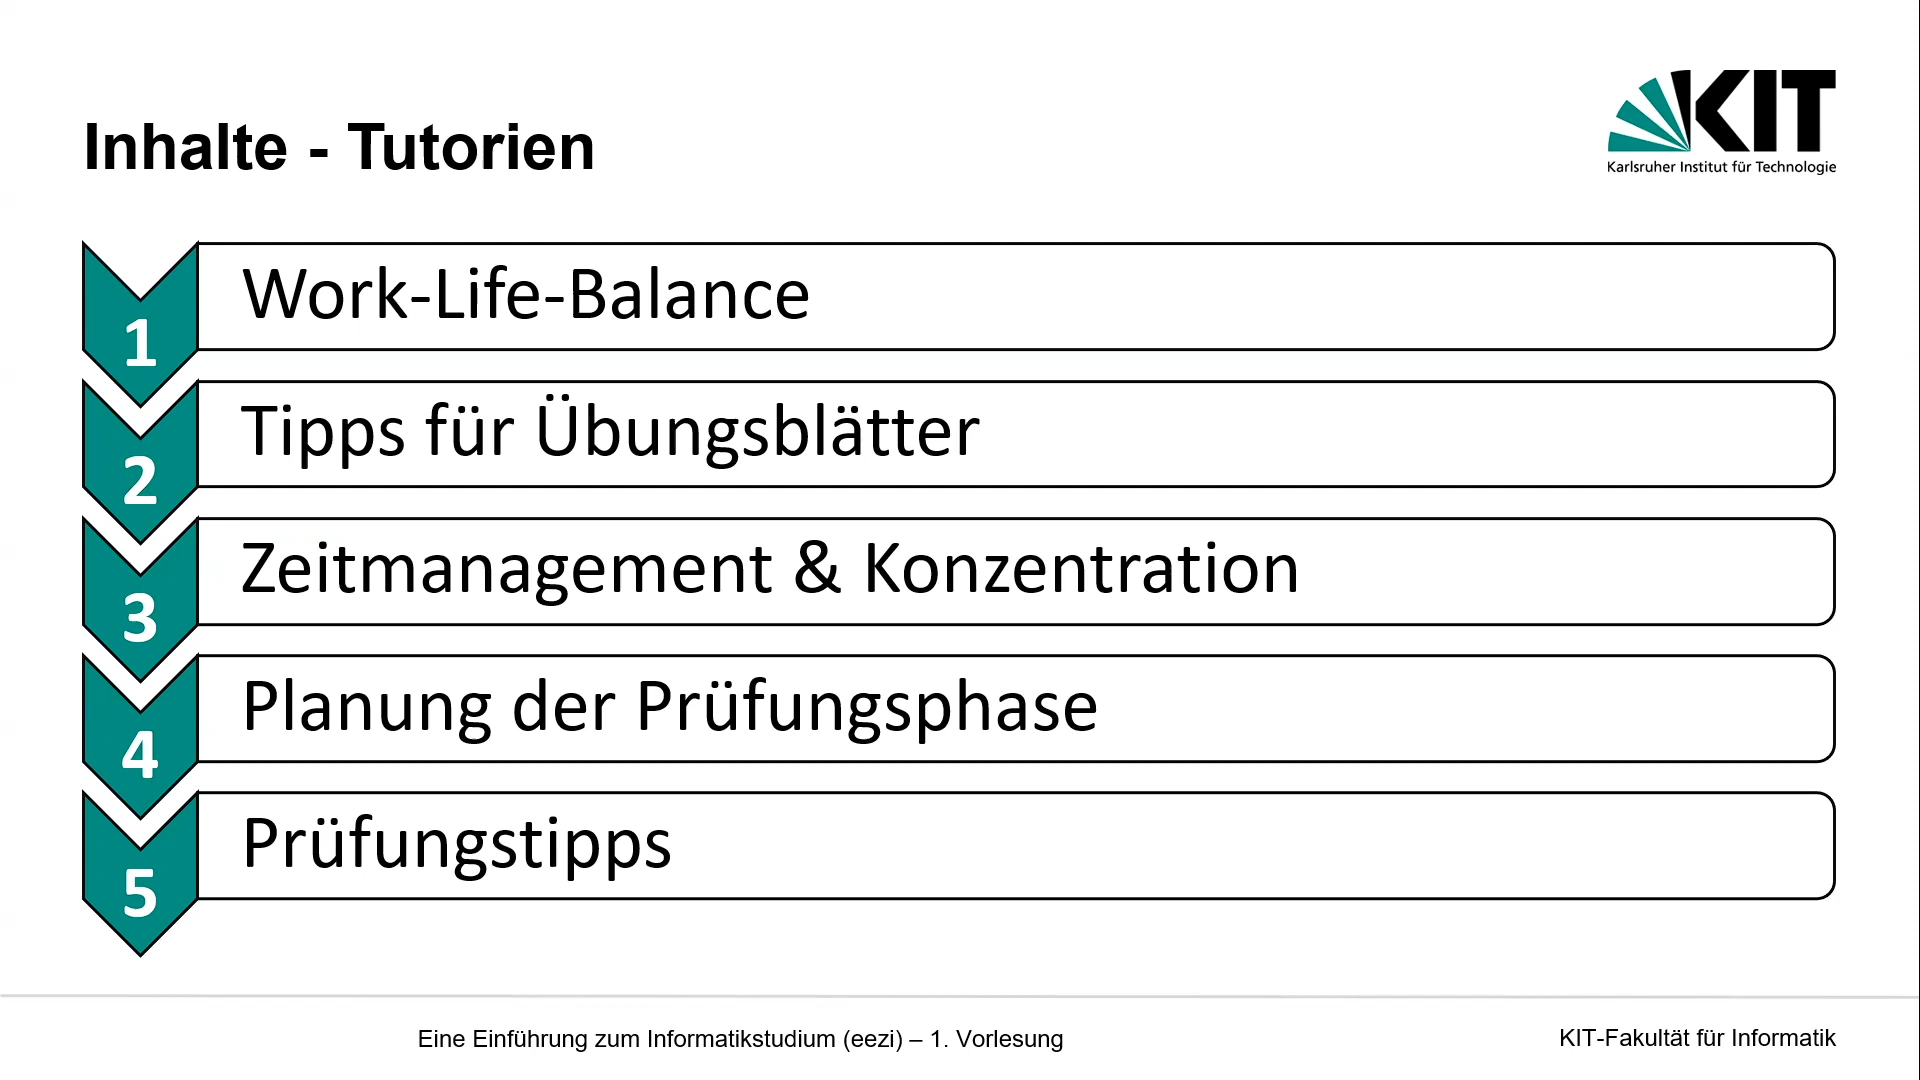 Inhalte - Tutorien
KIT
Karlsruher Institut für Technologie
1
Work-Life-Balance
2
Tipps für Übungsblätter
3
Zeitmanagement & Konzentration
4
Planung der Prüfungsphase
5
Prüfungstipps
Eine Einführung zum Informatikstudium (eezi) – 1. Vorlesung
KIT-Fakultät für Informatik